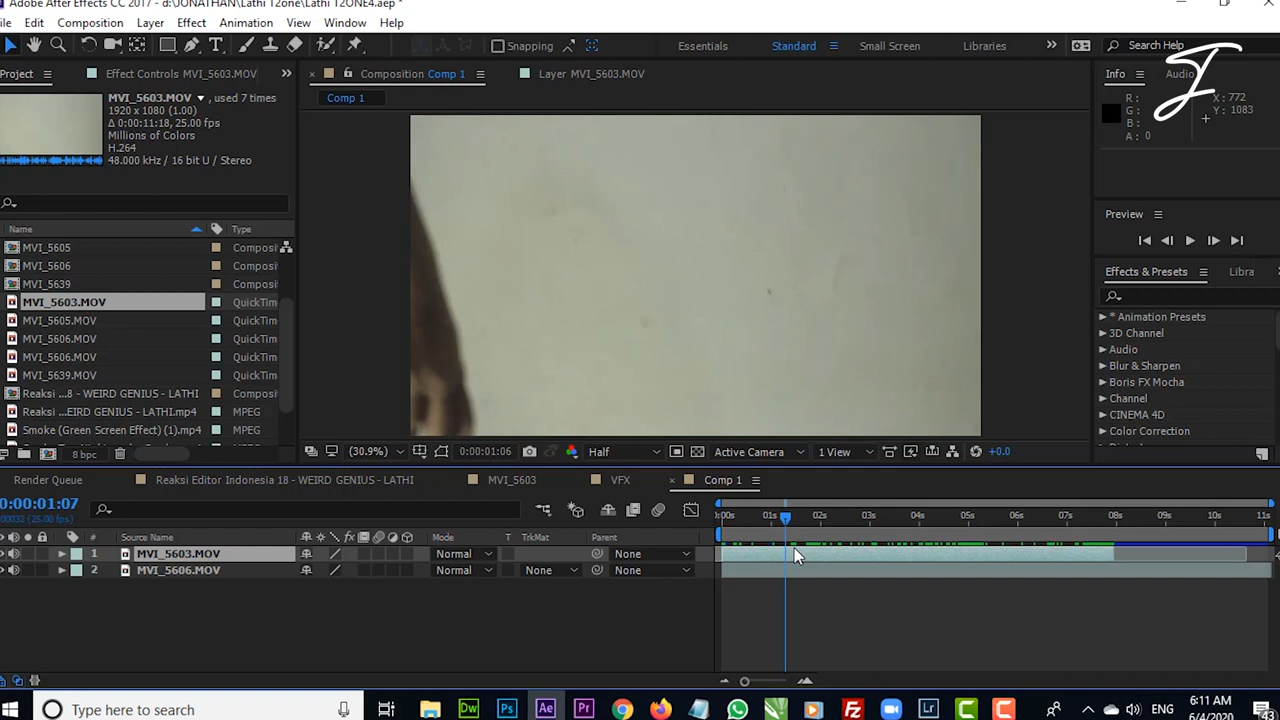 Adobe After Effects CC 2017 - d:\JONATHAN\Lathi TZone\Lathi TZONE4.aep *
ile Edit Composition Layer Effect Animation View Window Help
Snapping Essentials Standard Small Screen Libraries Search Help
Project Effect Controls MVI_5603.MOV Composition Comp 1 Layer MVI_5603.MOV Info Audio
Comp 1
MVI_5603.MOV , used 7 times
1920 x 1080 (1.00)
Δ 0:00:11:18, 25.00 fps
Millions of Colors
H.264
48.000 kHz / 16 bit U / Stereo
R:
G:
B:
A: 0
X: 772
Y: 1083
Preview
Effects & Presets Libra
* Animation Presets
3D Channel
Audio
Blur & Sharpen
Boris FX Mocha
Channel
CINEMA 4D
Color Correction
Name Type
MVI_5605 Composi
MVI_5606 Composi
MVI_5639 Composi
MVI_5603.MOV QuickTim
MVI_5605.MOV QuickTim
MVI_5606.MOV QuickTim
MVI_5606.MOV QuickTim
MVI_5639.MOV QuickTim
Reaksi ...8 - WEIRD GENIUS - LATHI Composi
Reaksi ...EIRD GENIUS - LATHI.mp4 MPEG
Smoke (Green Screen Effect) (1).mp4 MPEG
8 bpc
(30.9%) 0:00:01:06 Half Active Camera 1 View +0.0
Render Queue Reaksi Editor Indonesia 18 - WEIRD GENIUS - LATHI MVI_5603 VFX Comp 1
0:00:01:07
00032 (25.00 fps)
:00s 01s 02s 03s 04s 05s 06s 07s 08s 09s 10s 11s
# Source Name Mode T TrkMat Parent
1 MVI_5603.MOV Normal None
2 MVI_5606.MOV Normal None None
Type here to search
ENG
6:11 AM
6/4/2020